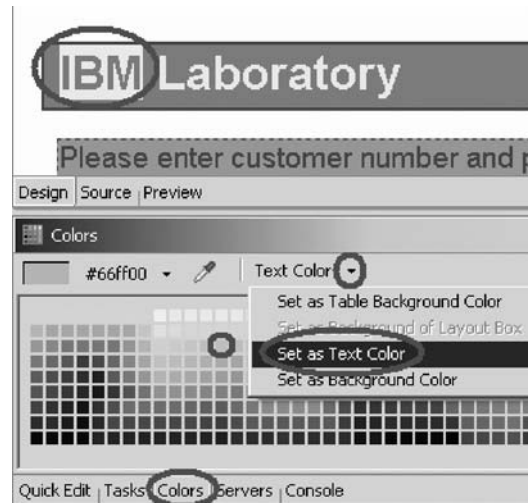 IBM Laboratory
Please enter customer number and
Design Source Preview
Colors
#66ff00 Text Color
Set as Table Background Color
Set as Background of Layout Box
Set as Text Color
Set as Background Color
Quick Edit Tasks Colors Servers Console